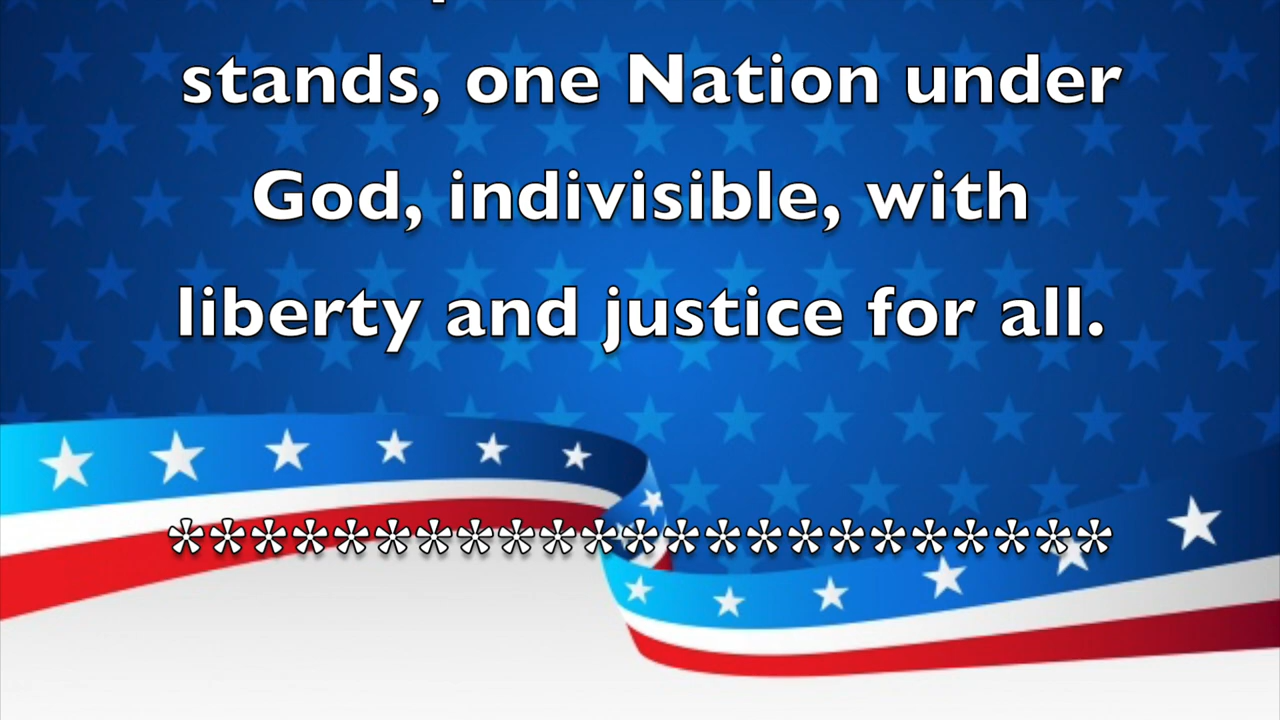 stands, one Nation under
God, indivisible, with
liberty and justice for all.
***********************